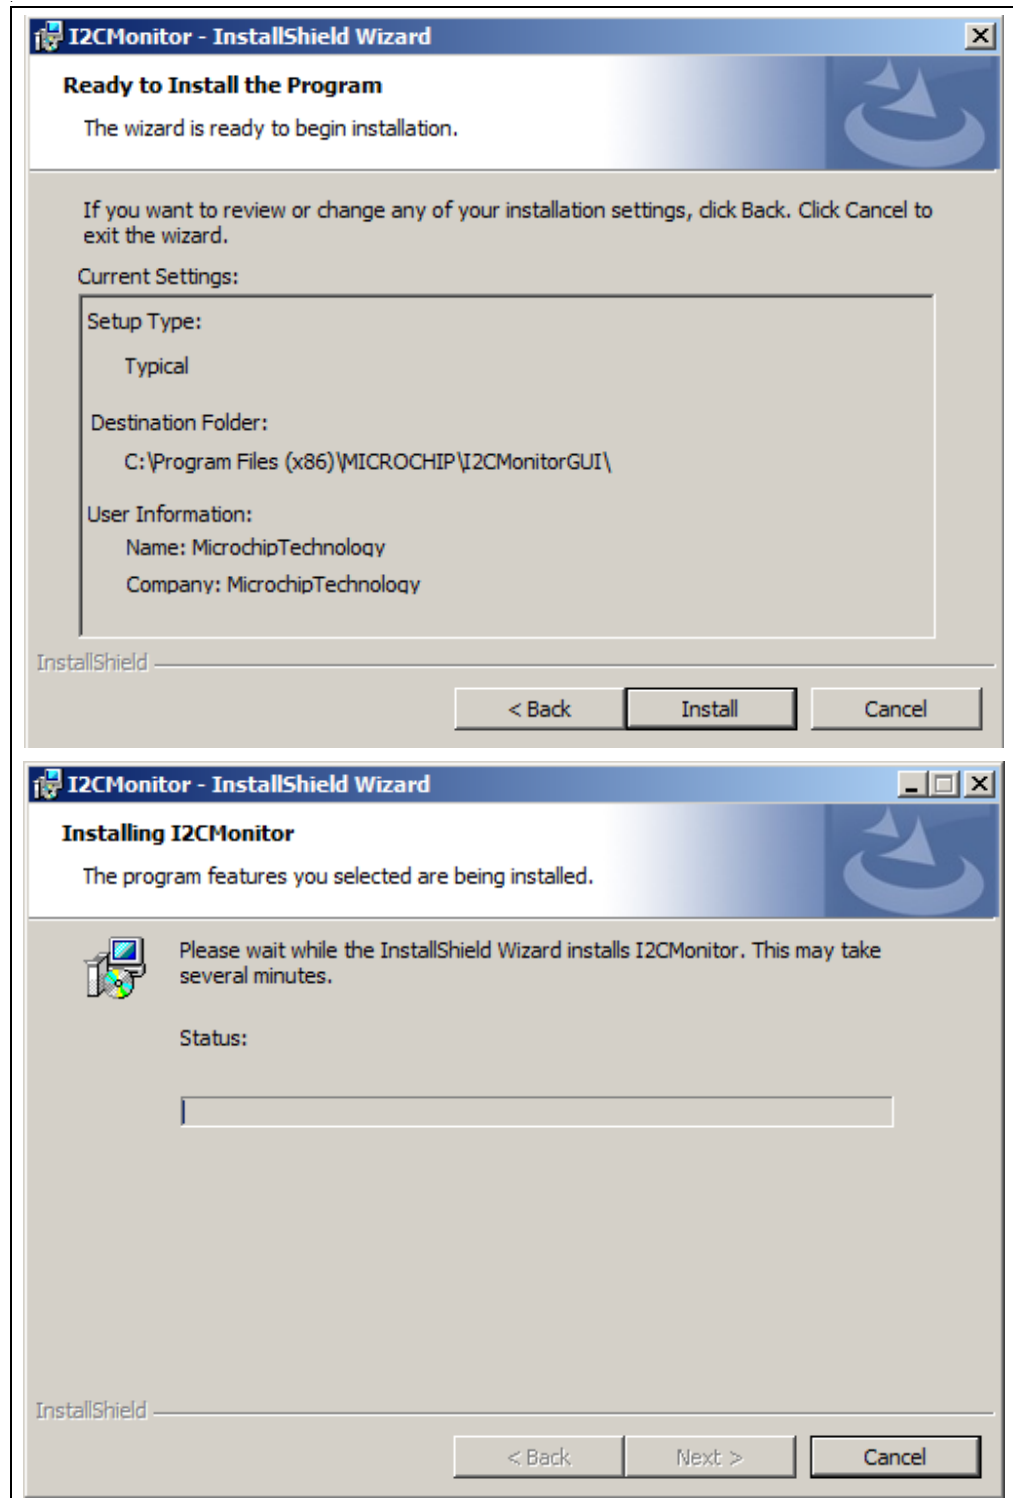 I2CMonitor - InstallShield Wizard
Ready to Install the Program
The wizard is ready to begin installation.
If you want to review or change any of your installation settings, click Back. Click Cancel to
exit the wizard.
Current Settings:
Setup Type:
Typical
Destination Folder:
C:\Program Files (x86)\MICROCHIP\I2CMonitorGUI\
User Information:
Name: MicrochipTechnology
Company: MicrochipTechnology
InstallShield
< Back Install Cancel
I2CMonitor - InstallShield Wizard
Installing I2CMonitor
The program features you selected are being installed.
Please wait while the InstallShield Wizard installs I2CMonitor. This may take
several minutes.
Status:
InstallShield
< Back Next > Cancel